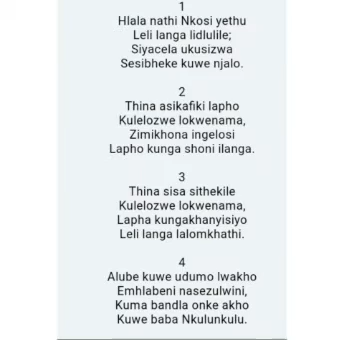 1
Hlala nathi Nkosi yethu
Leli langa lidlulile;
Siyacela ukusizwa
Sesibheke kuwe njalo.
2
Thina asikafiki lapho
Kulelozwe lokwenama,
Zimikhona ingelosi
Lapho kunga shoni ilanga.
3
Thina sisa sithekile
Kulelozwe lokwenama,
Lapha kungakhanyisiyo
Leli langa lalomkhathi.
4
Alube kuwe udumo lwakho
Emhlabeni nasezulwini,
Kuma bandla onke akho
Kuwe baba Nkulunkulu.